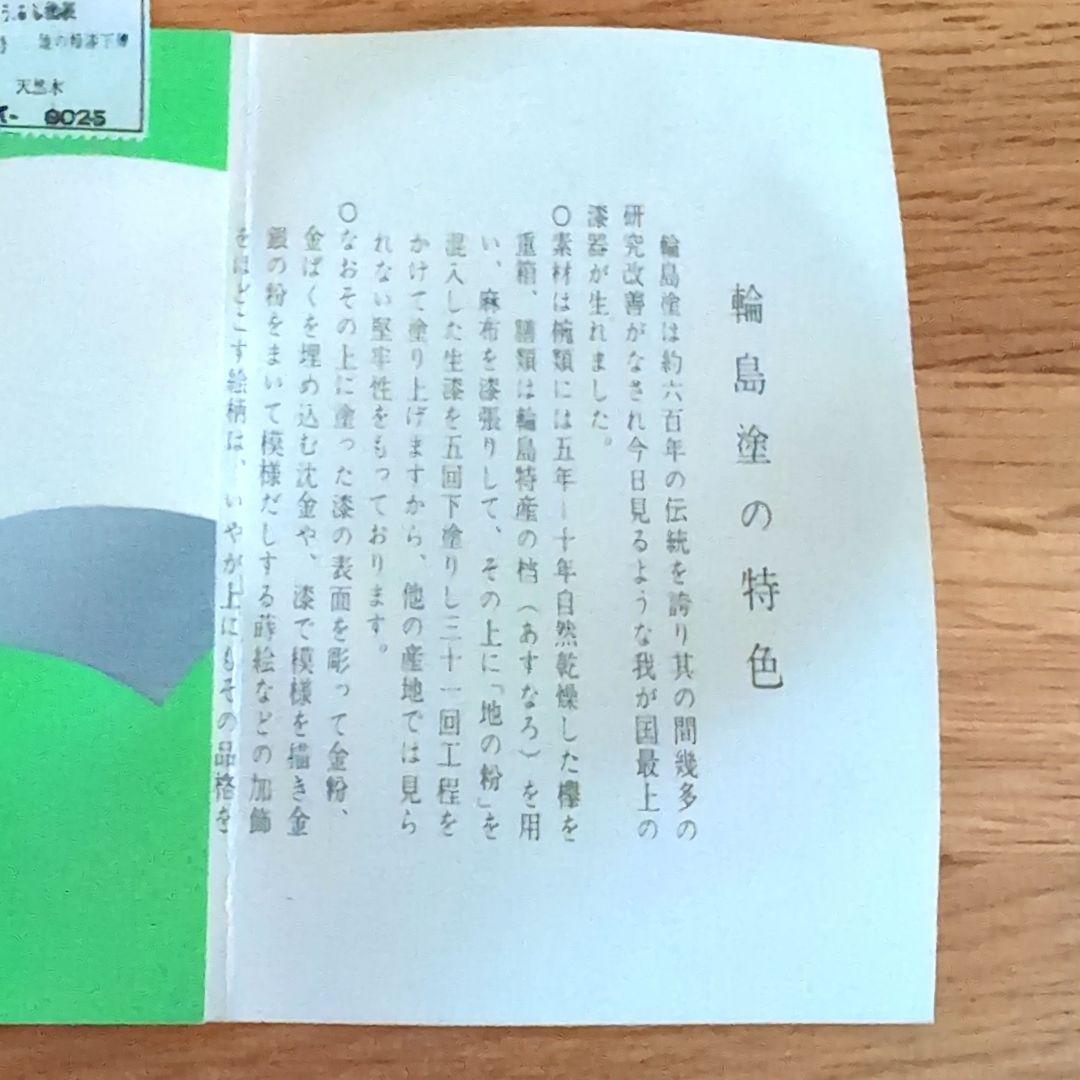 輪島塗の特色
輪島塗は約六百年の伝統を誇り其の間幾多の
研究改善がなされ今日見るような我が国最上の
漆器が生れました。
○素材は椀類には五年―十年自然乾燥した欅を
重箱、膳類は輪島特産の档（あすなろ）を用
い、麻布を漆張りして、その上に「地の粉」を
混入した生漆を五回下塗りし三十一回工程を
かけて塗り上げますから、他の産地では見ら
れない堅牢性をもっております。
○なおその上に塗った漆の表面を彫って金粉、
金ぱくを埋め込む沈金や、漆で模様を描き金
銀の粉をまいて模様だしする蒔絵などの加飾
をほどこす絵柄は、いやが上にもその品格を
天然木
0025